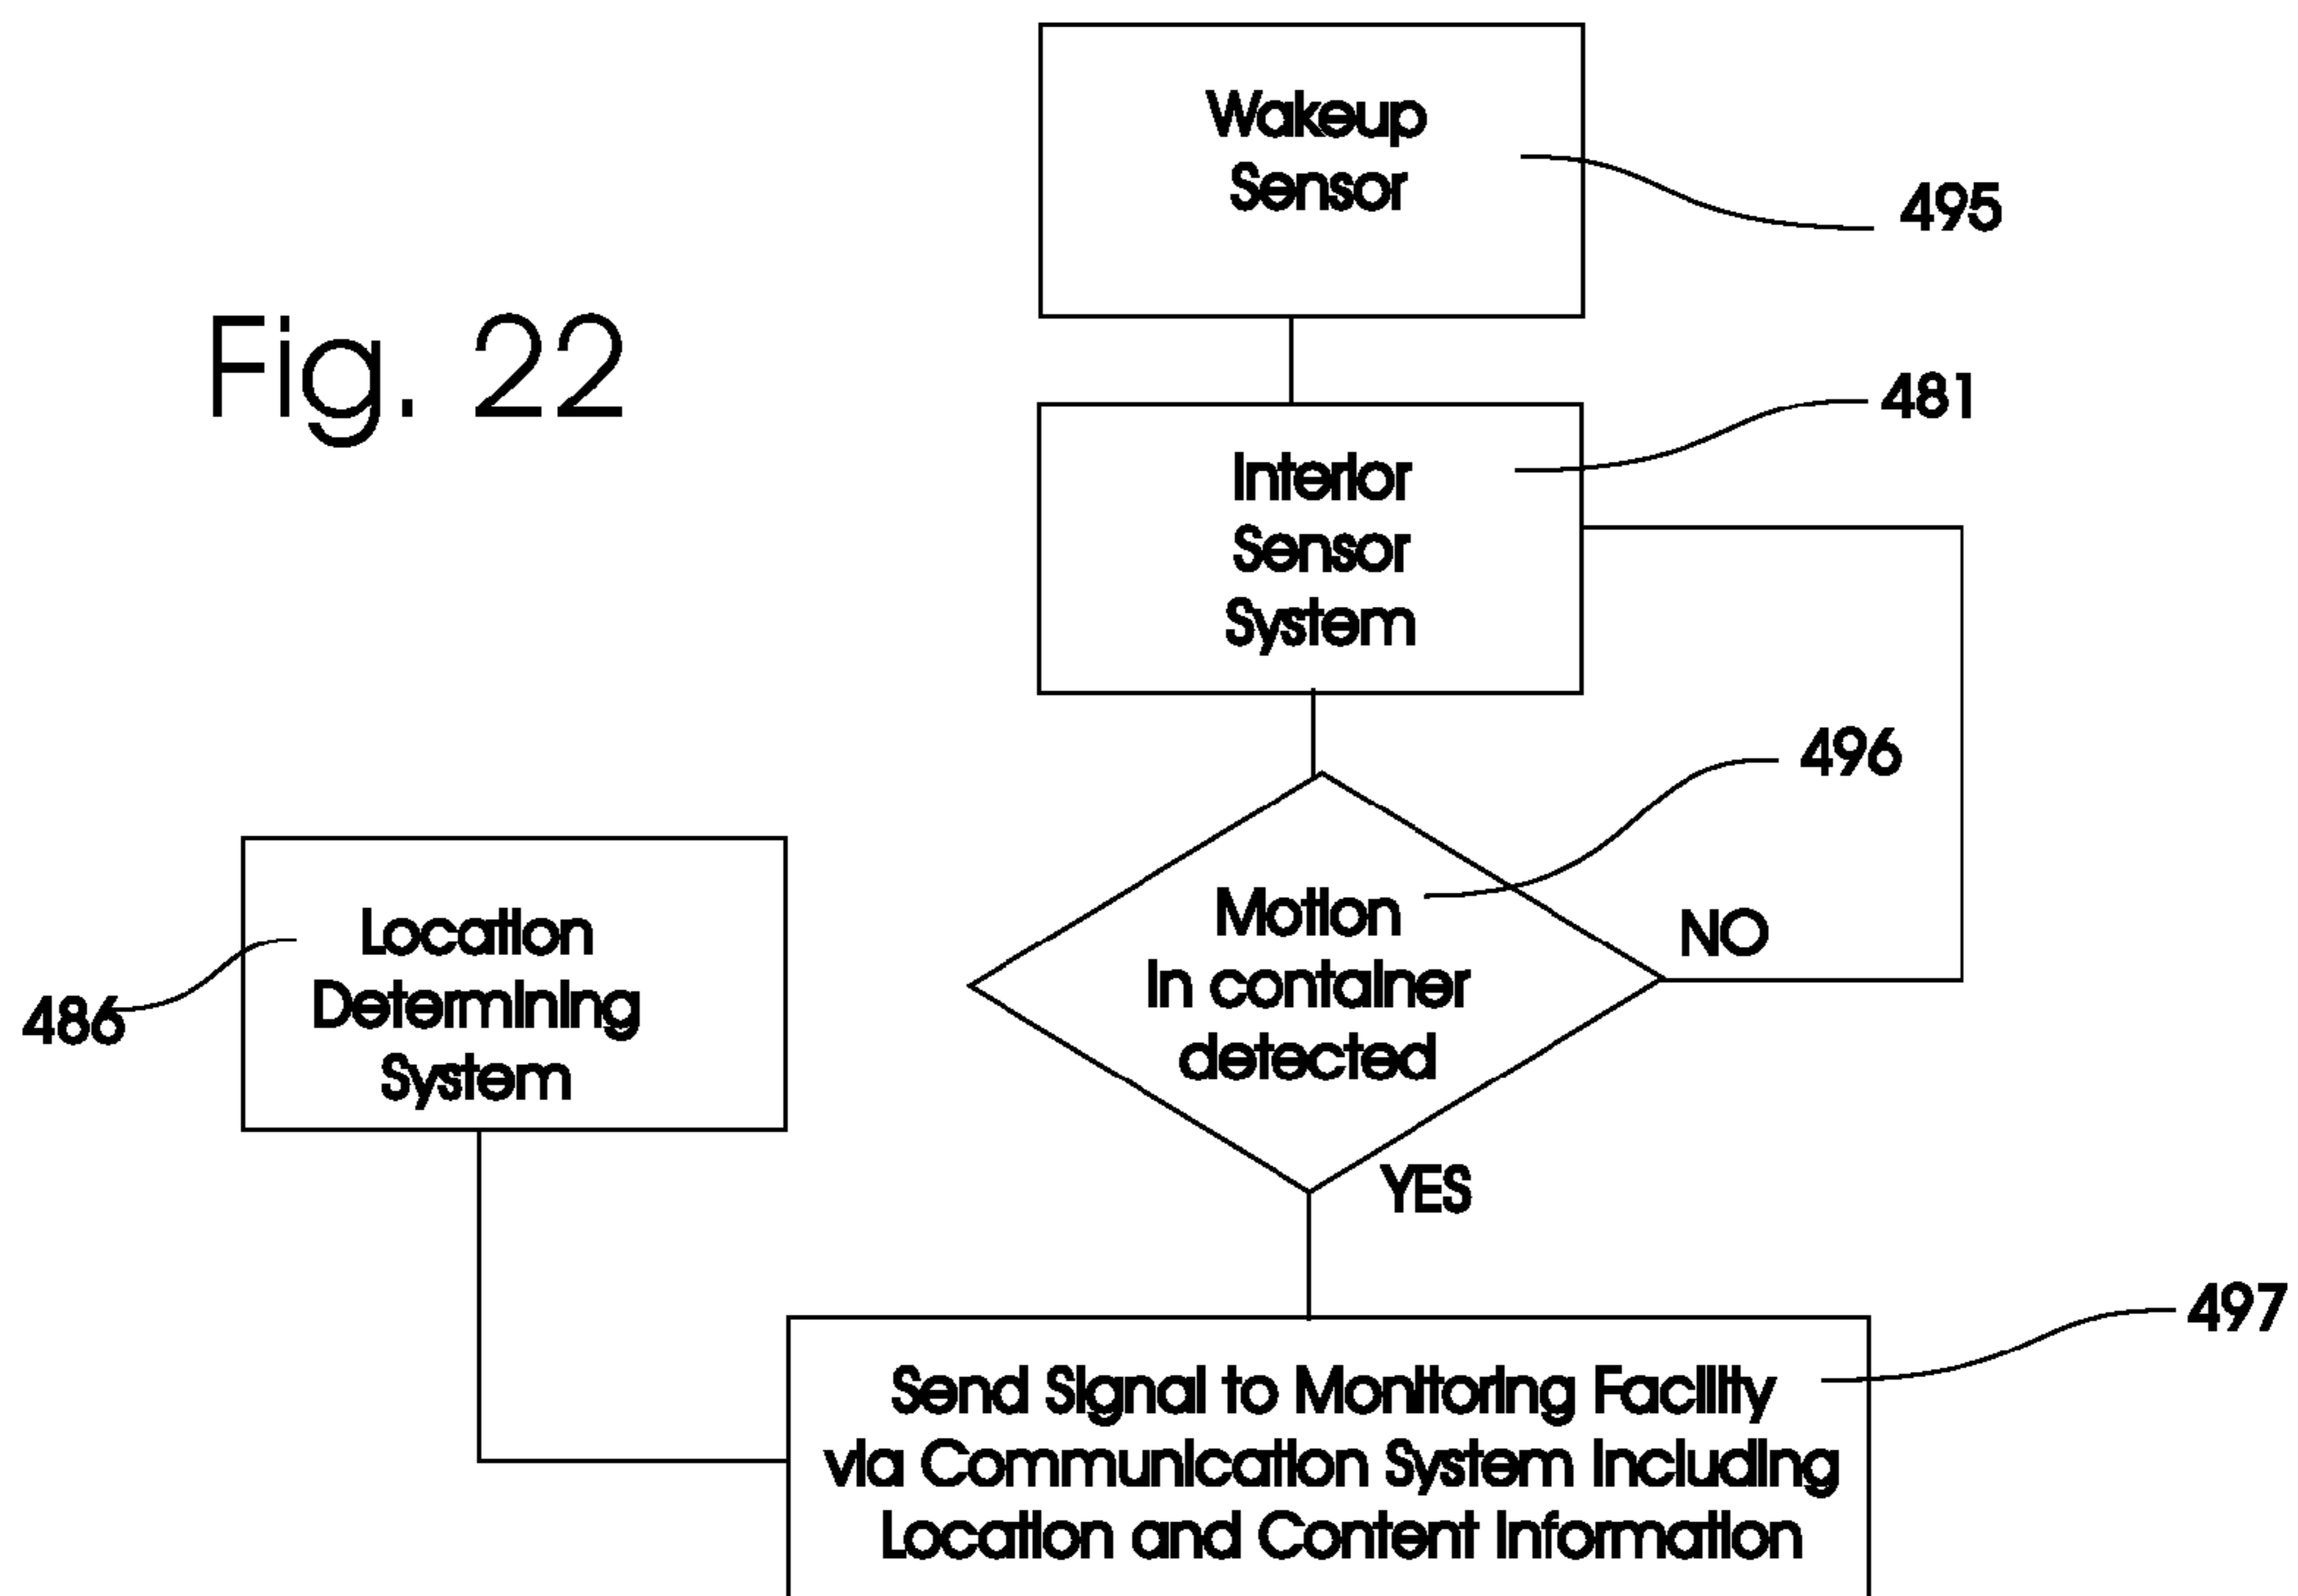 Wakeup
Sensor
495
Fig. 22
481
Interior
Sensor
System
496
Motion
In container
detected
NO
Location
Determining
System
486
YES
497
Send Signal to Monitoring Facility
via Communication System Including
Location and Content Information